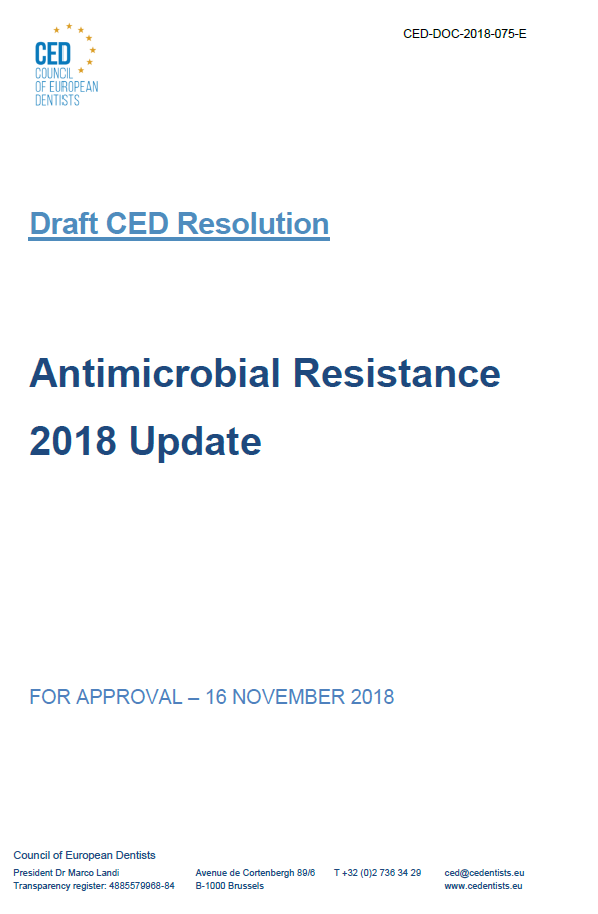 CED-DOC-2018-075-E
CED
COUNCIL
OF EUROPEAN
DENTISTS
Draft CED Resolution
Antimicrobial Resistance
2018 Update
FOR APPROVAL – 16 NOVEMBER 2018
Council of European Dentists
President Dr Marco Landi Avenue de Cortenbergh 89/6 T +32 (0)2 736 34 29 ced@cedentists.eu
Transparency register: 4885579968-84 B-1000 Brussels www.cedentists.eu